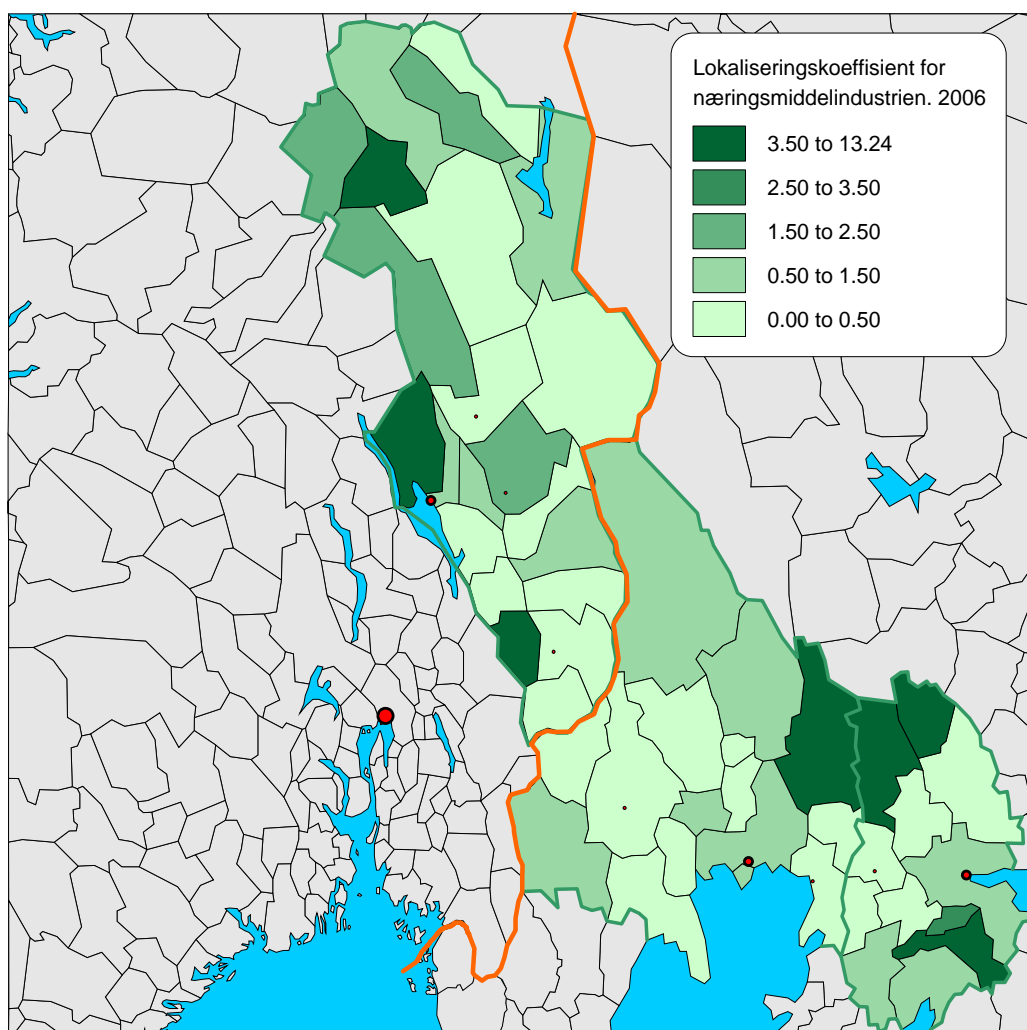 Lokaliseringskoeffisient for
næringsmiddelindustrien. 2006
3.50 to 13.24
2.50 to 3.50
1.50 to 2.50
0.50 to 1.50
0.00 to 0.50